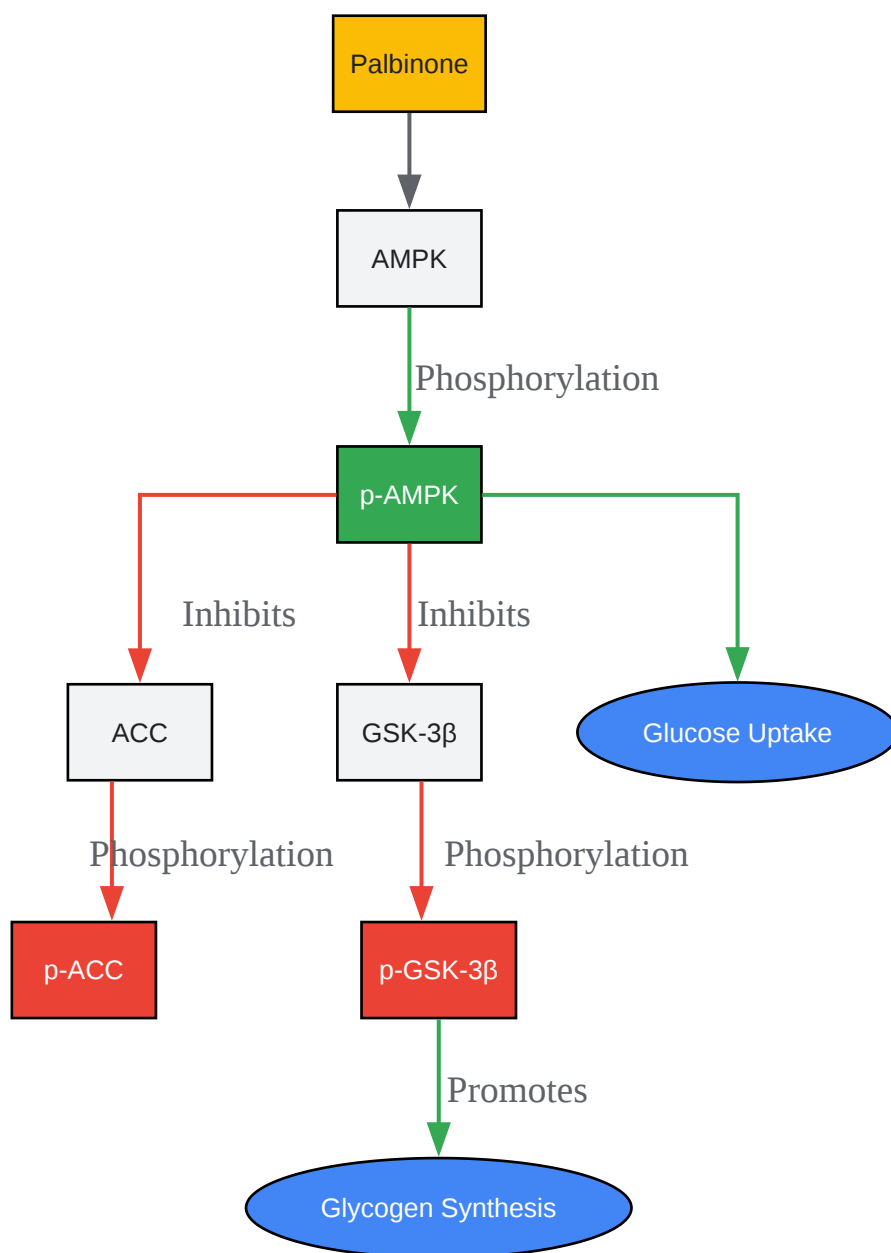 Palbinone
AMPK
Phosphorylation
p-AMPK
Inhibits
Inhibits
ACC
GSK-3β
Glucose Uptake
Phosphorylation
Phosphorylation
p-ACC
p-GSK-3β
Promotes
Glycogen Synthesis